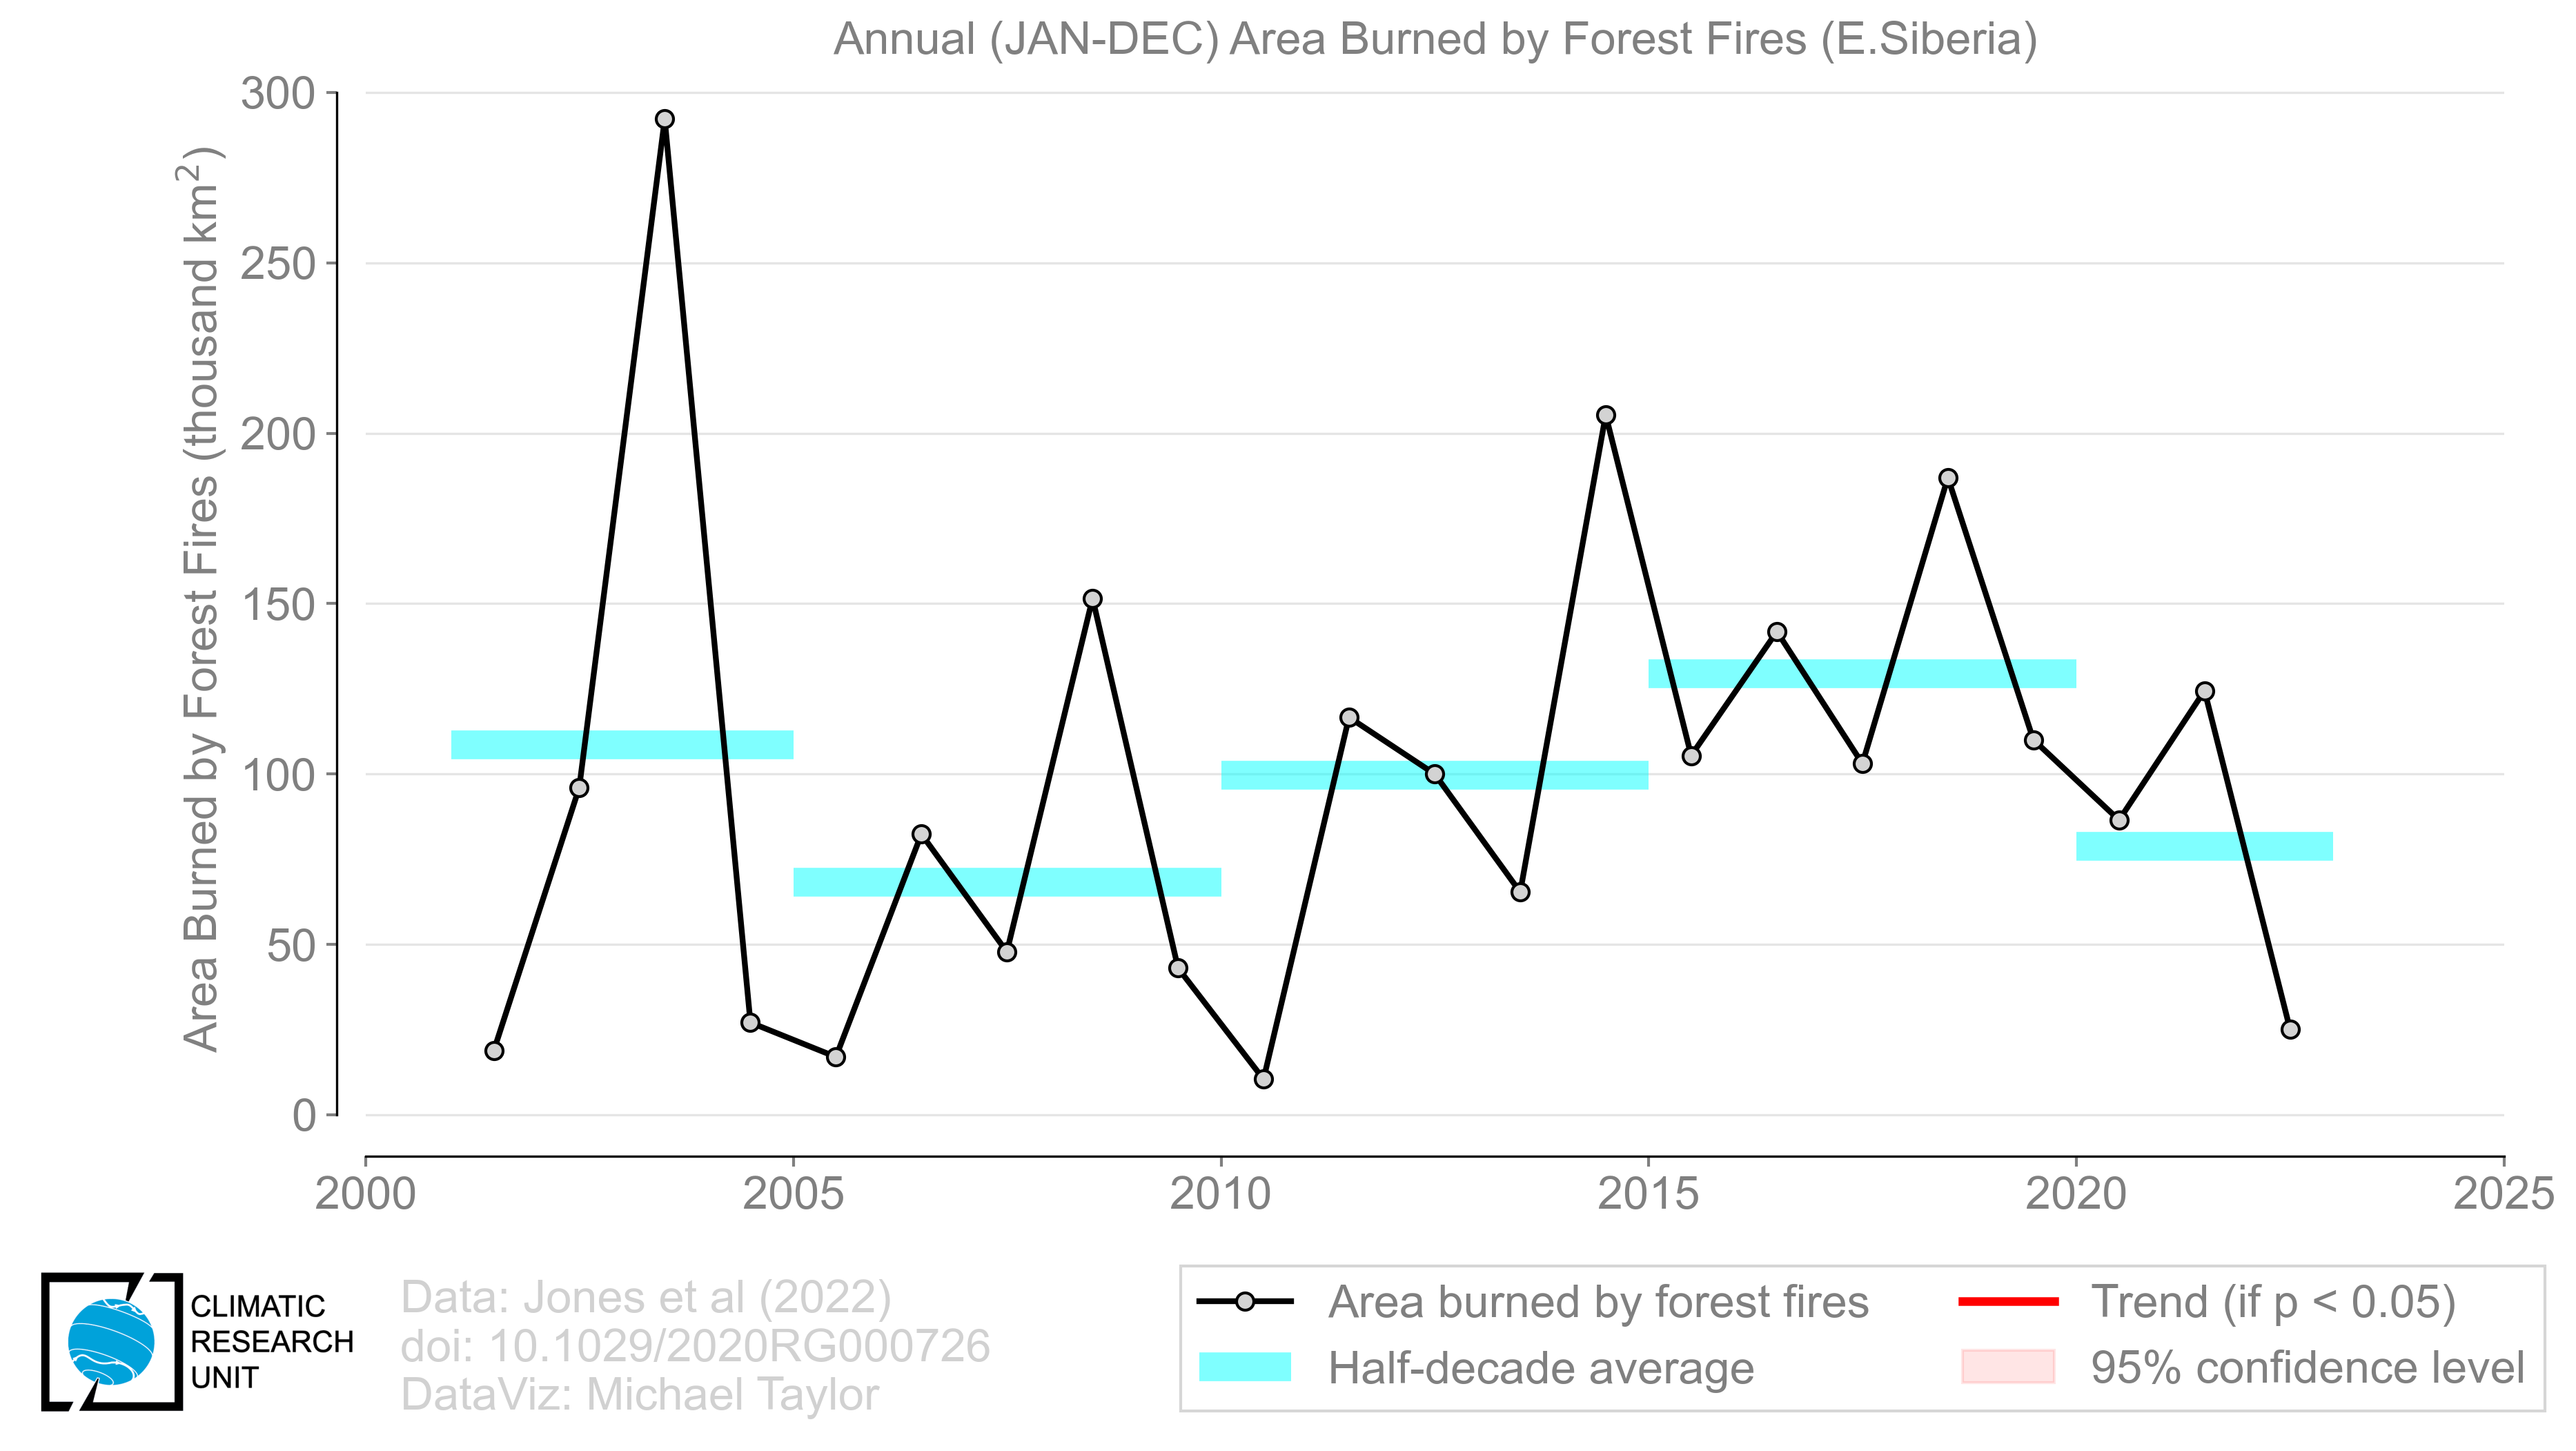 Annual (JAN-DEC) Area Burned by Forest Fires (E.Siberia)
Area Burned by Forest Fires (thousand km²)
300
250
200
150
100
50
0
2000 2005 2010 2015 2020 2025
CLIMATIC
RESEARCH
UNIT
Data: Jones et al (2022)
doi: 10.1029/2020RG000726
DataViz: Michael Taylor
Area burned by forest fires
Half-decade average
Trend (if p < 0.05)
95% confidence level